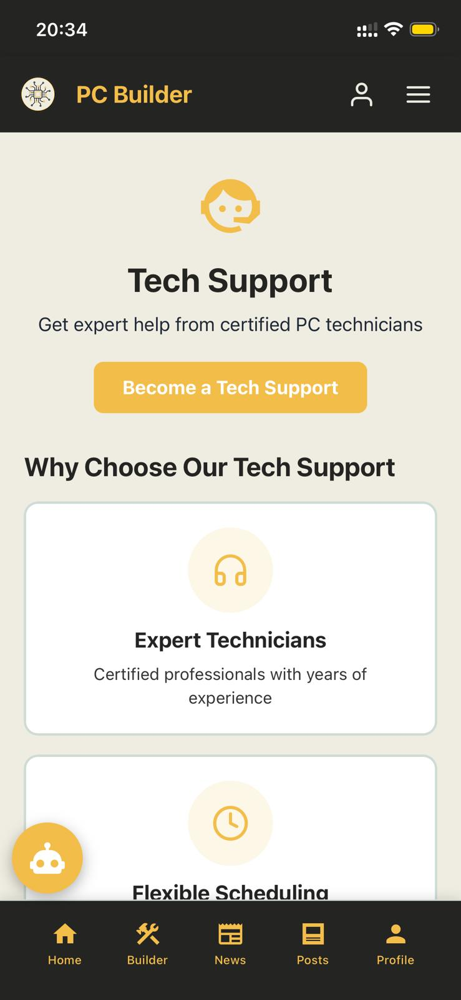 20:34
PC Builder
Tech Support
Get expert help from certified PC technicians
Become a Tech Support
Why Choose Our Tech Support
Expert Technicians
Certified professionals with years of
experience
Flexible Scheduling
Home
Builder
News
Posts
Profile